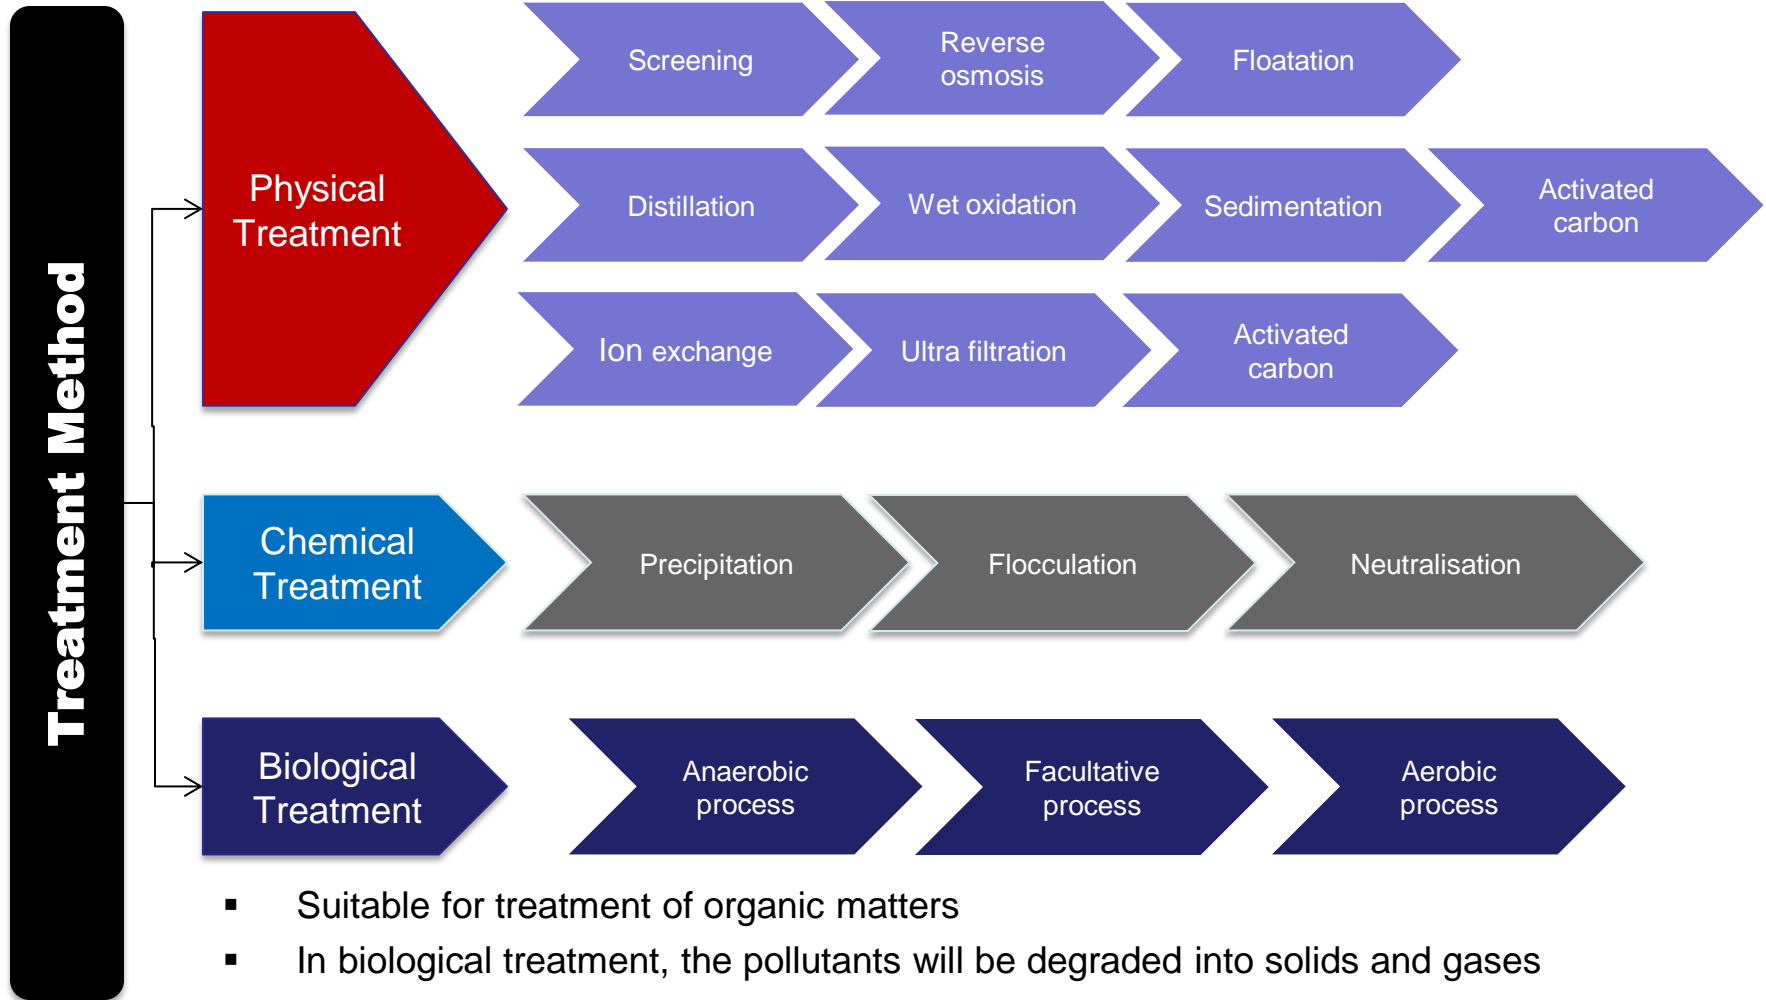 Treatment Method
Physical
Treatment
Screening
Reverse
osmosis
Floatation
Distillation
Wet oxidation
Sedimentation
Activated
carbon
Ion exchange
Ultra filtration
Activated
carbon
Chemical
Treatment
Precipitation
Flocculation
Neutralisation
Biological
Treatment
Anaerobic
process
Facultative
process
Aerobic
process
▪ Suitable for treatment of organic matters
▪ In biological treatment, the pollutants will be degraded into solids and gases